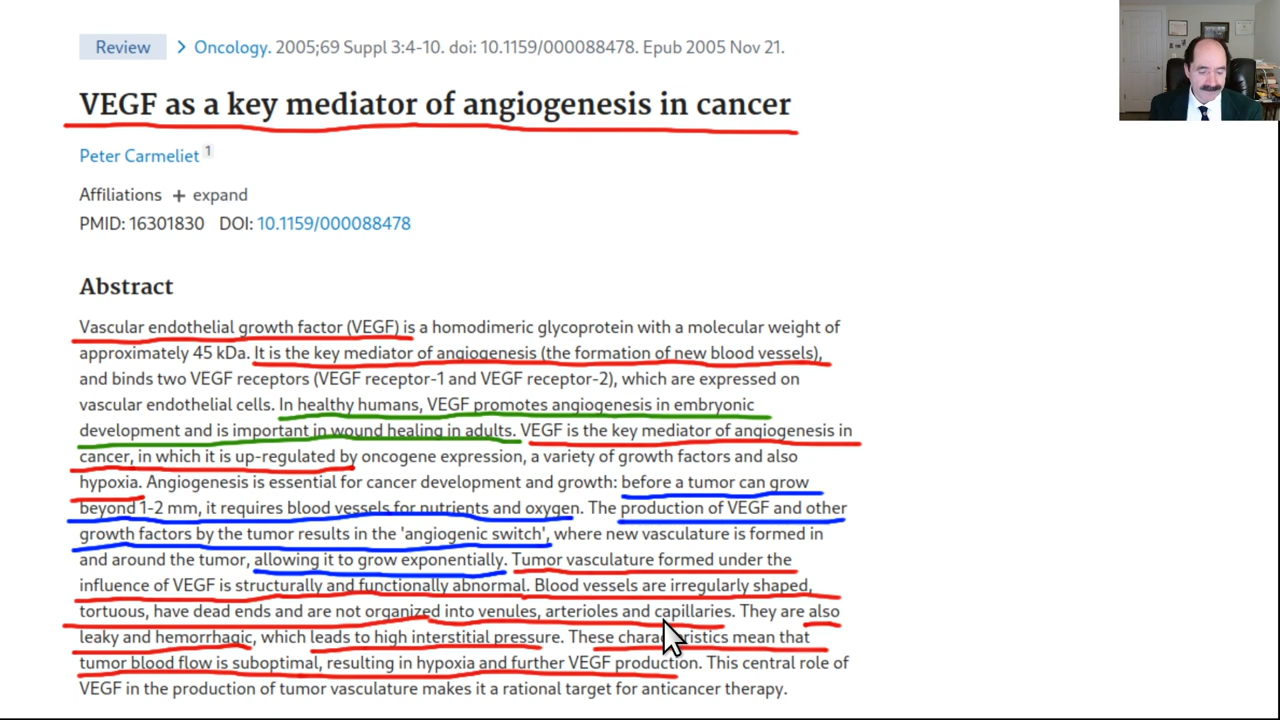 Review > Oncology. 2005;69 Suppl 3:4-10. doi: 10.1159/000088478. Epub 2005 Nov 21.
VEGF as a key mediator of angiogenesis in cancer
Peter Carmeliet 1
Affiliations + expand
PMID: 16301830 DOI: 10.1159/000088478
Abstract
Vascular endothelial growth factor (VEGF) is a homodimeric glycoprotein with a molecular weight of
approximately 45 kDa. It is the key mediator of angiogenesis (the formation of new blood vessels),
and binds two VEGF receptors (VEGF receptor-1 and VEGF receptor-2), which are expressed on
vascular endothelial cells. In healthy humans, VEGF promotes angiogenesis in embryonic
development and is important in wound healing in adults. VEGF is the key mediator of angiogenesis in
cancer, in which it is up-regulated by oncogene expression, a variety of growth factors and also
hypoxia. Angiogenesis is essential for cancer development and growth: before a tumor can grow
beyond 1-2 mm, it requires blood vessels for nutrients and oxygen. The production of VEGF and other
growth factors by the tumor results in the 'angiogenic switch', where new vasculature is formed in
and around the tumor, allowing it to grow exponentially. Tumor vasculature formed under the
influence of VEGF is structurally and functionally abnormal. Blood vessels are irregularly shaped,
tortuous, have dead ends and are not organized into venules, arterioles and capillaries. They are also
leaky and hemorrhagic, which leads to high interstitial pressure. These characteristics mean that
tumor blood flow is suboptimal, resulting in hypoxia and further VEGF production. This central role of
VEGF in the production of tumor vasculature makes it a rational target for anticancer therapy.